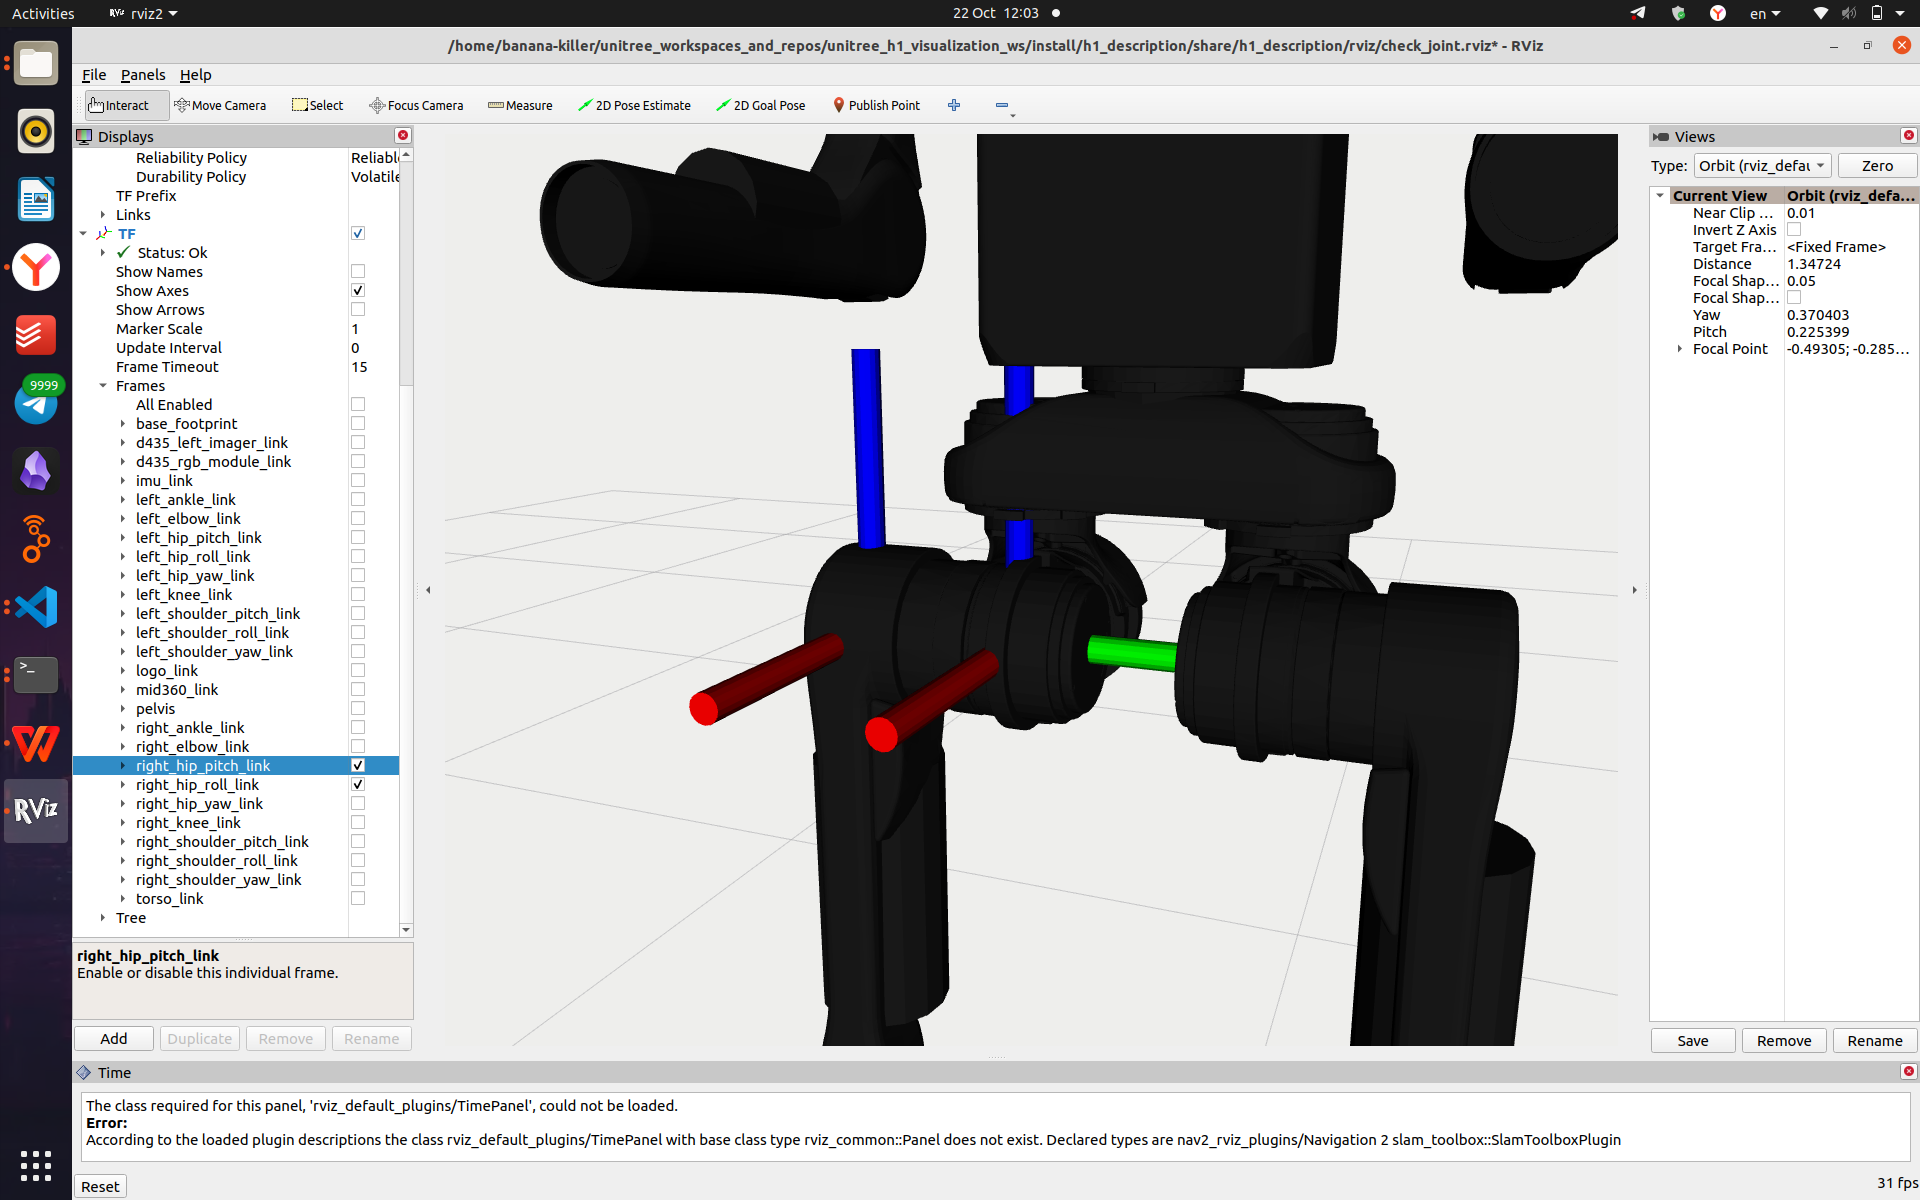 Activities
RViz
rviz2
22 Oct 12:03
en
/home/banana-killer/unitree_workspaces_and_repos/unitree_h1_visualization_ws/install/h1_description/share/h1_description/rviz/check_joint.rviz* - RViz
File Panels Help
Interact Move Camera Select Focus Camera Measure 2D Pose Estimate 2D Goal Pose Publish Point
Displays
Reliability Policy
Durability Policy Volatile
TF Prefix
Links
TF
Status: Ok
Show Names
Show Axes
Show Arrows
Marker Scale 1
Update Interval 0
Frame Timeout 15
Frames
All Enabled
base_footprint
d435_left_imager_link
d435_rgb_module_link
imu_link
left_ankle_link
left_elbow_link
left_hip_pitch_link
left_hip_roll_link
left_hip_yaw_link
left_knee_link
left_shoulder_pitch_link
left_shoulder_roll_link
left_shoulder_yaw_link
logo_link
mid360_link
pelvis
right_ankle_link
right_elbow_link
right_hip_pitch_link
right_hip_roll_link
right_hip_yaw_link
right_knee_link
right_shoulder_pitch_link
right_shoulder_roll_link
right_shoulder_yaw_link
torso_link
Tree
right_hip_pitch_link
Enable or disable this individual frame.
Add Duplicate Remove Rename
Views
Type: Orbit (rviz_defau Zero
Current View Orbit (rviz_defa...
Near Clip ... 0.01
Invert Z Axis
Target Fra... <Fixed Frame>
Distance 1.34724
Focal Shap... 0.05
Focal Shap...
Yaw 0.370403
Pitch 0.225399
Focal Point -0.49305; -0.285...
Save Remove Rename
Time
The class required for this panel, 'rviz_default_plugins/TimePanel', could not be loaded.
Error:
According to the loaded plugin descriptions the class rviz_default_plugins/TimePanel with base class type rviz_common::Panel does not exist. Declared types are nav2_rviz_plugins/Navigation 2 slam_toolbox::SlamToolboxPlugin
Reset
31 fps
9999
RViz